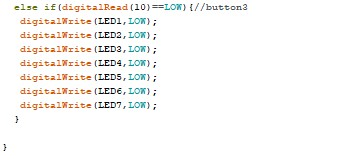 else if(digitalRead(10)==LOW){//button3
digitalWrite(LED1,LOW);
digitalWrite(LED2,LOW);
digitalWrite(LED3,LOW);
digitalWrite(LED4,LOW);
digitalWrite(LED5,LOW);
digitalWrite(LED6,LOW);
digitalWrite(LED7,LOW);
}
}